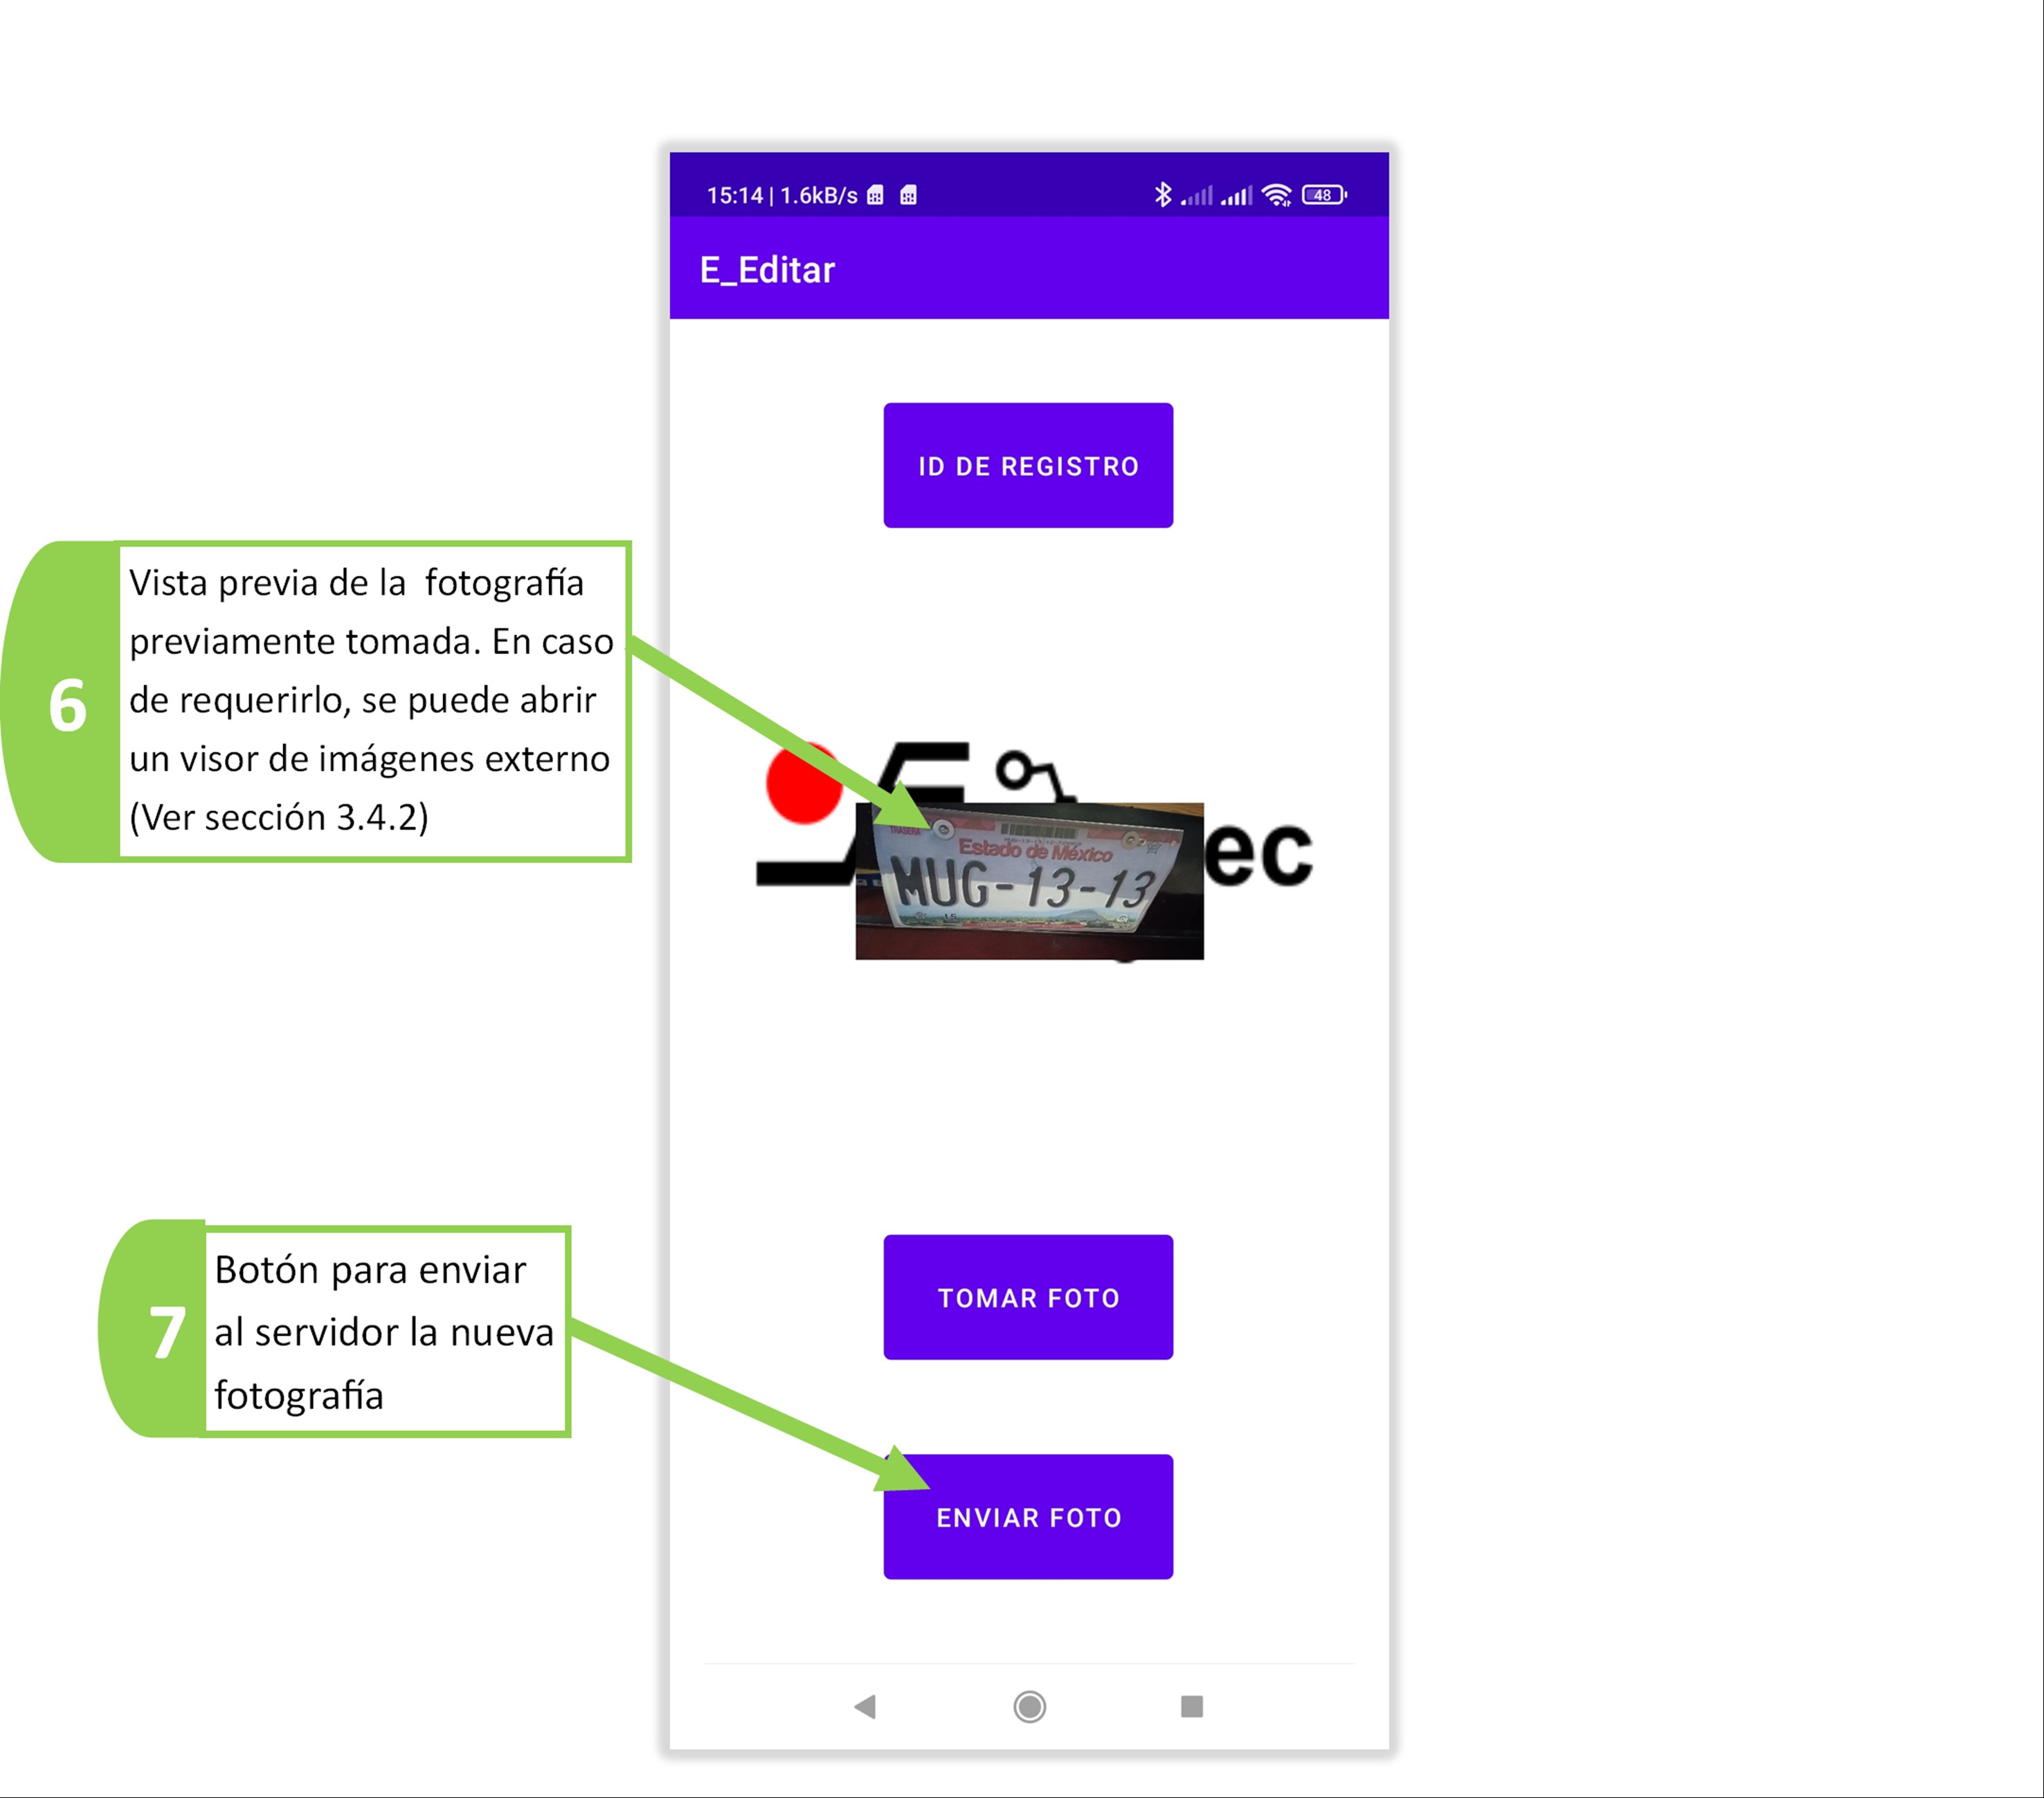 15:14 | 1.6kB/s
48
E_Editar
ID DE REGISTRO
6
Vista previa de la fotografía
previamente tomada. En caso
de requerirlo, se puede abrir
un visor de imágenes externo
(Ver sección 3.4.2)
TRASERA
Estado de México
MUG-13-13
ec
7
Botón para enviar
al servidor la nueva
fotografía
TOMAR FOTO
ENVIAR FOTO